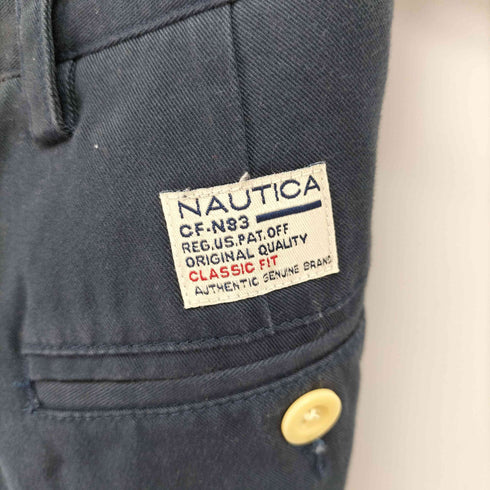 NAUTICA
CF-N83
REG.US.PAT.OFF
ORIGINAL QUALITY
CLASSIC FIT
AUTHENTIC GENUINE BRAND